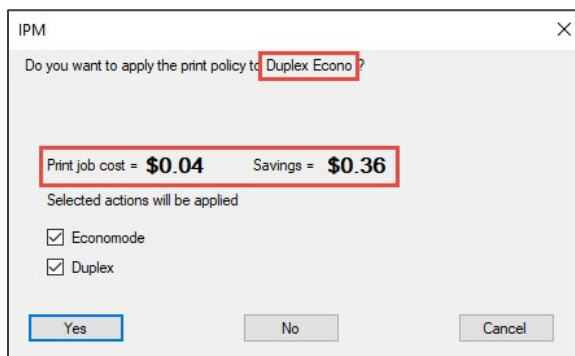 IPM
Do you want to apply the print policy to Duplex Econo ?
Print job cost = $0.04 Savings = $0.36
Selected actions will be applied
Economode
Duplex
Yes No Cancel